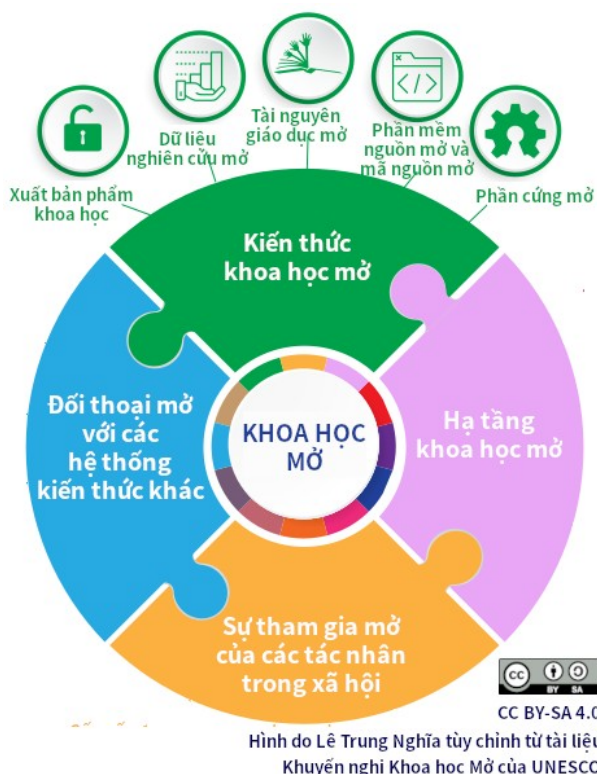 Xuất bản phẩm
khoa học
Dữ liệu
nghiên cứu mở
Tài nguyên
giáo dục mở
</>
Phần mềm
nguồn mở và
mã nguồn mở
Phần cứng mở
Kiến thức
khoa học mở
Đối thoại mở
với các
hệ thống
kiến thức khác
KHOA HỌC
MỞ
Hạ tầng
khoa học mở
Sự tham gia mở
của các tác nhân
trong xã hội
cc
BY SA
CC BY-SA 4.0
Hình do Lê Trung Nghĩa tùy chỉnh từ tài liệu
Khuyến nghị Khoa học Mở của UNESCO